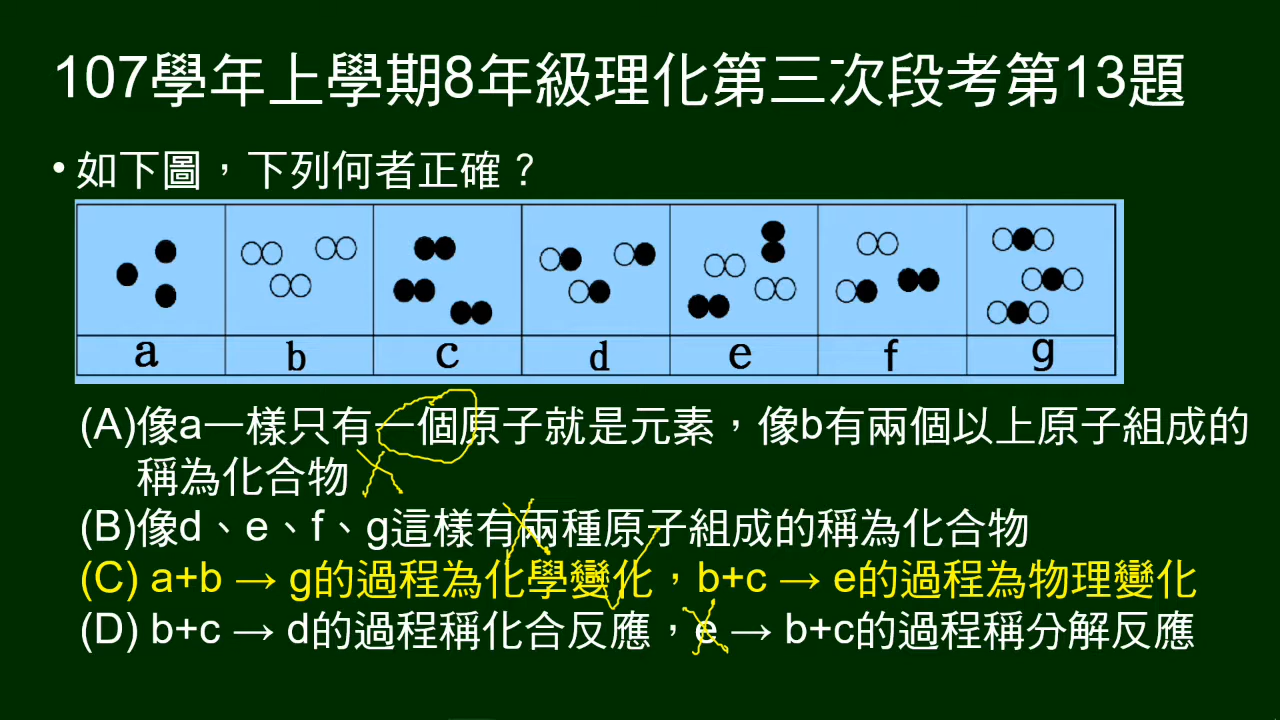 107學年上學期8年級理化第三次段考第13題
•如下圖，下列何者正確？
a b c d e f g
(A)像a一樣只有一個原子就是元素，像b有兩個以上原子組成的
稱為化合物
(B)像d、e、f、g這樣有兩種原子組成的稱為化合物
(C) a+b → g的過程為化學變化，b+c → e的過程為物理變化
(D) b+c → d的過程稱化合反應，e → b+c的過程稱分解反應